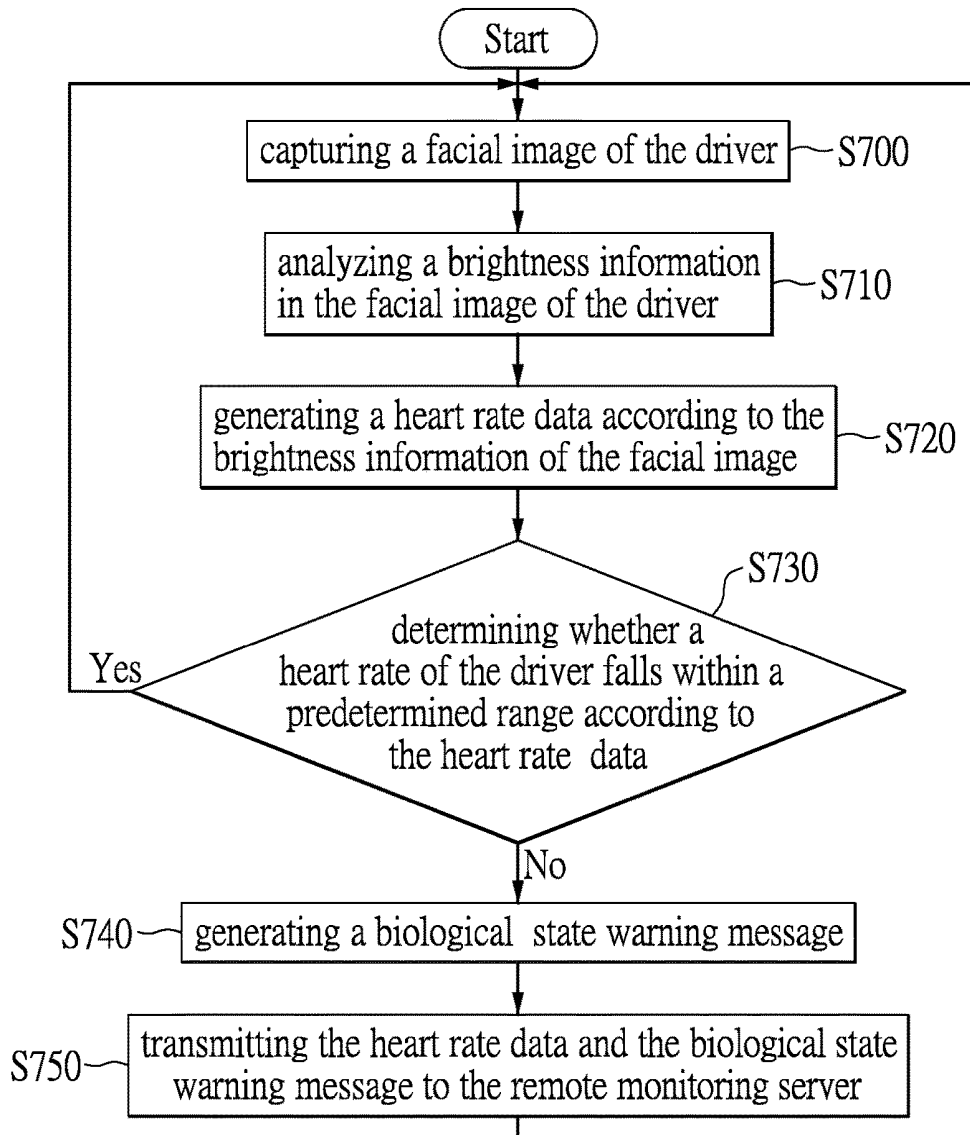 Start
capturing a facial image of the driver
S700
analyzing a brightness information
in the facial image of the driver
S710
generating a heart rate data according to the
brightness information of the facial image
S720
S730
determining whether a
heart rate of the driver falls within a
predetermined range according to
the heart rate data
Yes
No
S740
generating a biological state warning message
S750
transmitting the heart rate data and the biological state
warning message to the remote monitoring server